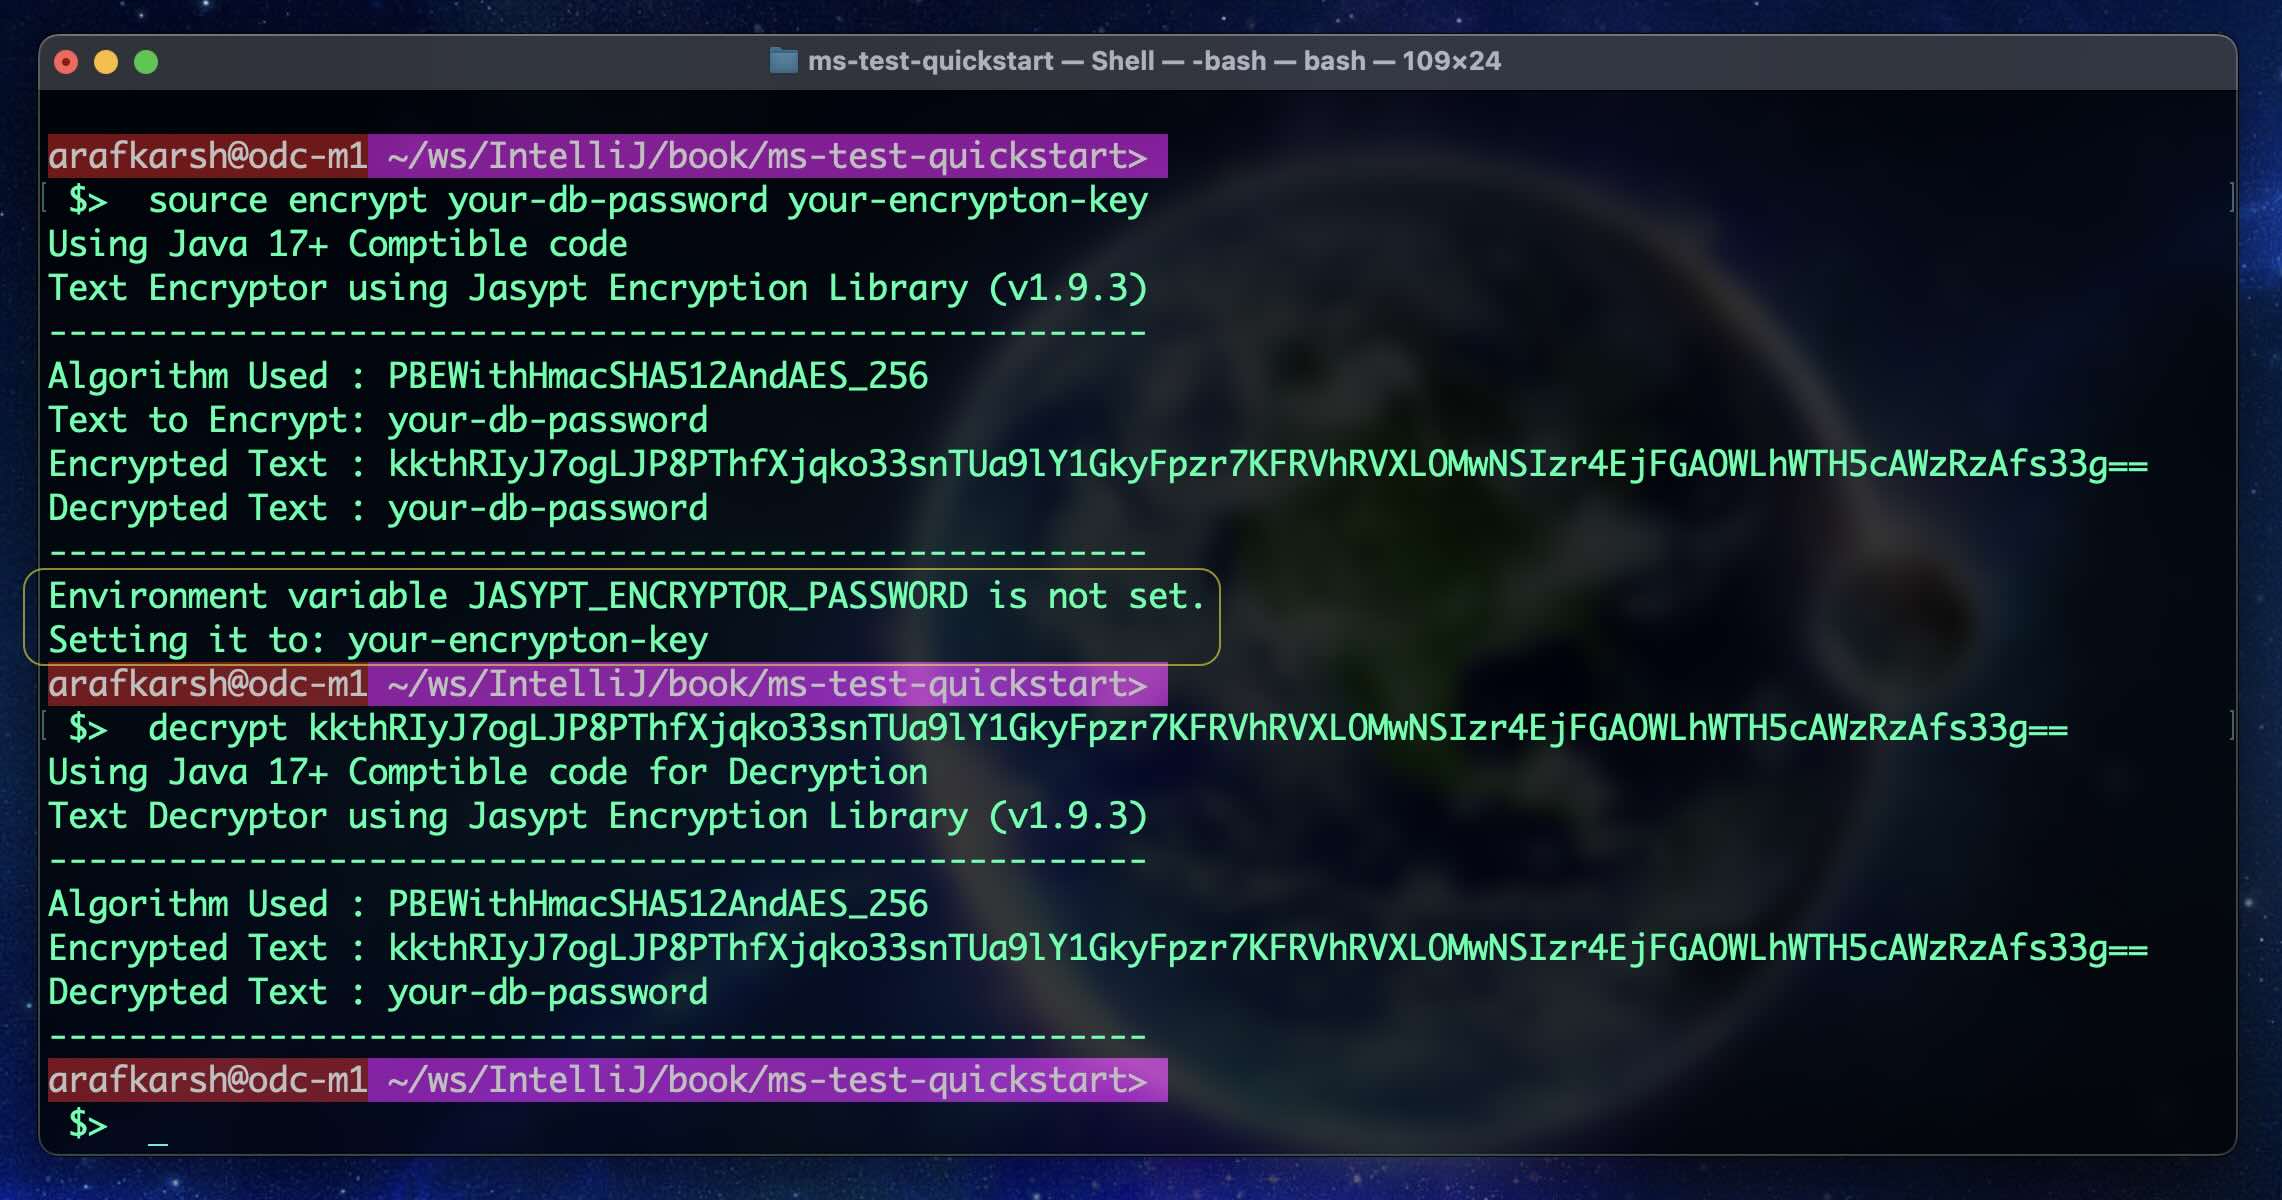 ms-test-quickstart — Shell — -bash — bash — 109×24
arafkarsh@odc-m1 ~/ws/IntelliJ/book/ms-test-quickstart>
[ $>  source encrypt your-db-password your-encrypton-key ]
Using Java 17+ Comptible code
Text Encryptor using Jasypt Encryption Library (v1.9.3)
-------------------------------------------------------
Algorithm Used : PBEWithHmacSHA512AndAES_256
Text to Encrypt: your-db-password
Encrypted Text : kkthRIyJ7ogLJP8PThfXjqko33snTUa9lY1GkyFpzr7KFRVhRVXLOMwNSIzr4EjFGAOWLhWTH5cAWzRzAfs33g==
Decrypted Text : your-db-password
-------------------------------------------------------
Environment variable JASYPT_ENCRYPTOR_PASSWORD is not set.
Setting it to: your-encrypton-key
arafkarsh@odc-m1 ~/ws/IntelliJ/book/ms-test-quickstart>
[ $>  decrypt kkthRIyJ7ogLJP8PThfXjqko33snTUa9lY1GkyFpzr7KFRVhRVXLOMwNSIzr4EjFGAOWLhWTH5cAWzRzAfs33g== ]
Using Java 17+ Comptible code for Decryption
Text Decryptor using Jasypt Encryption Library (v1.9.3)
-------------------------------------------------------
Algorithm Used : PBEWithHmacSHA512AndAES_256
Encrypted Text : kkthRIyJ7ogLJP8PThfXjqko33snTUa9lY1GkyFpzr7KFRVhRVXLOMwNSIzr4EjFGAOWLhWTH5cAWzRzAfs33g==
Decrypted Text : your-db-password
-------------------------------------------------------
arafkarsh@odc-m1 ~/ws/IntelliJ/book/ms-test-quickstart>
$>  _